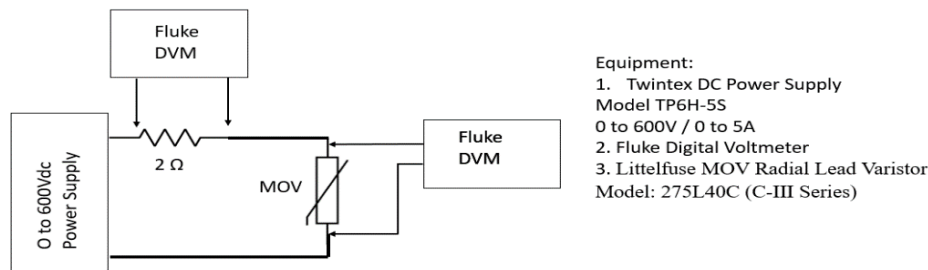 Fluke
DVM
0 to 600Vdc
Power Supply
2 Ω
MOV
Fluke
DVM
Equipment:
1. Twintex DC Power Supply
Model TP6H-5S
0 to 600V / 0 to 5A
2. Fluke Digital Voltmeter
3. Littelfuse MOV Radial Lead Varistor
Model: 275L40C (C-III Series)